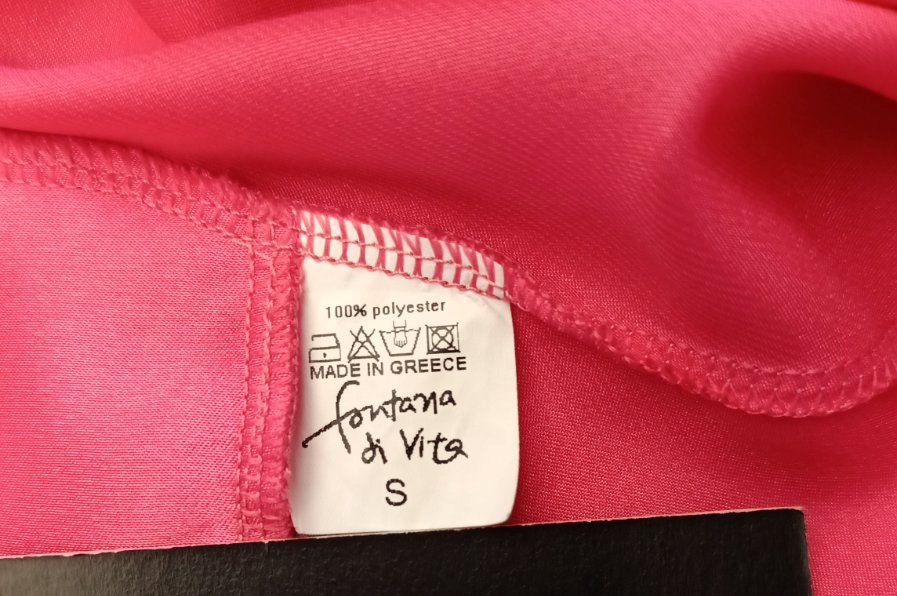 100% polyester
MADE IN GREECE
fontana
di Vita
S